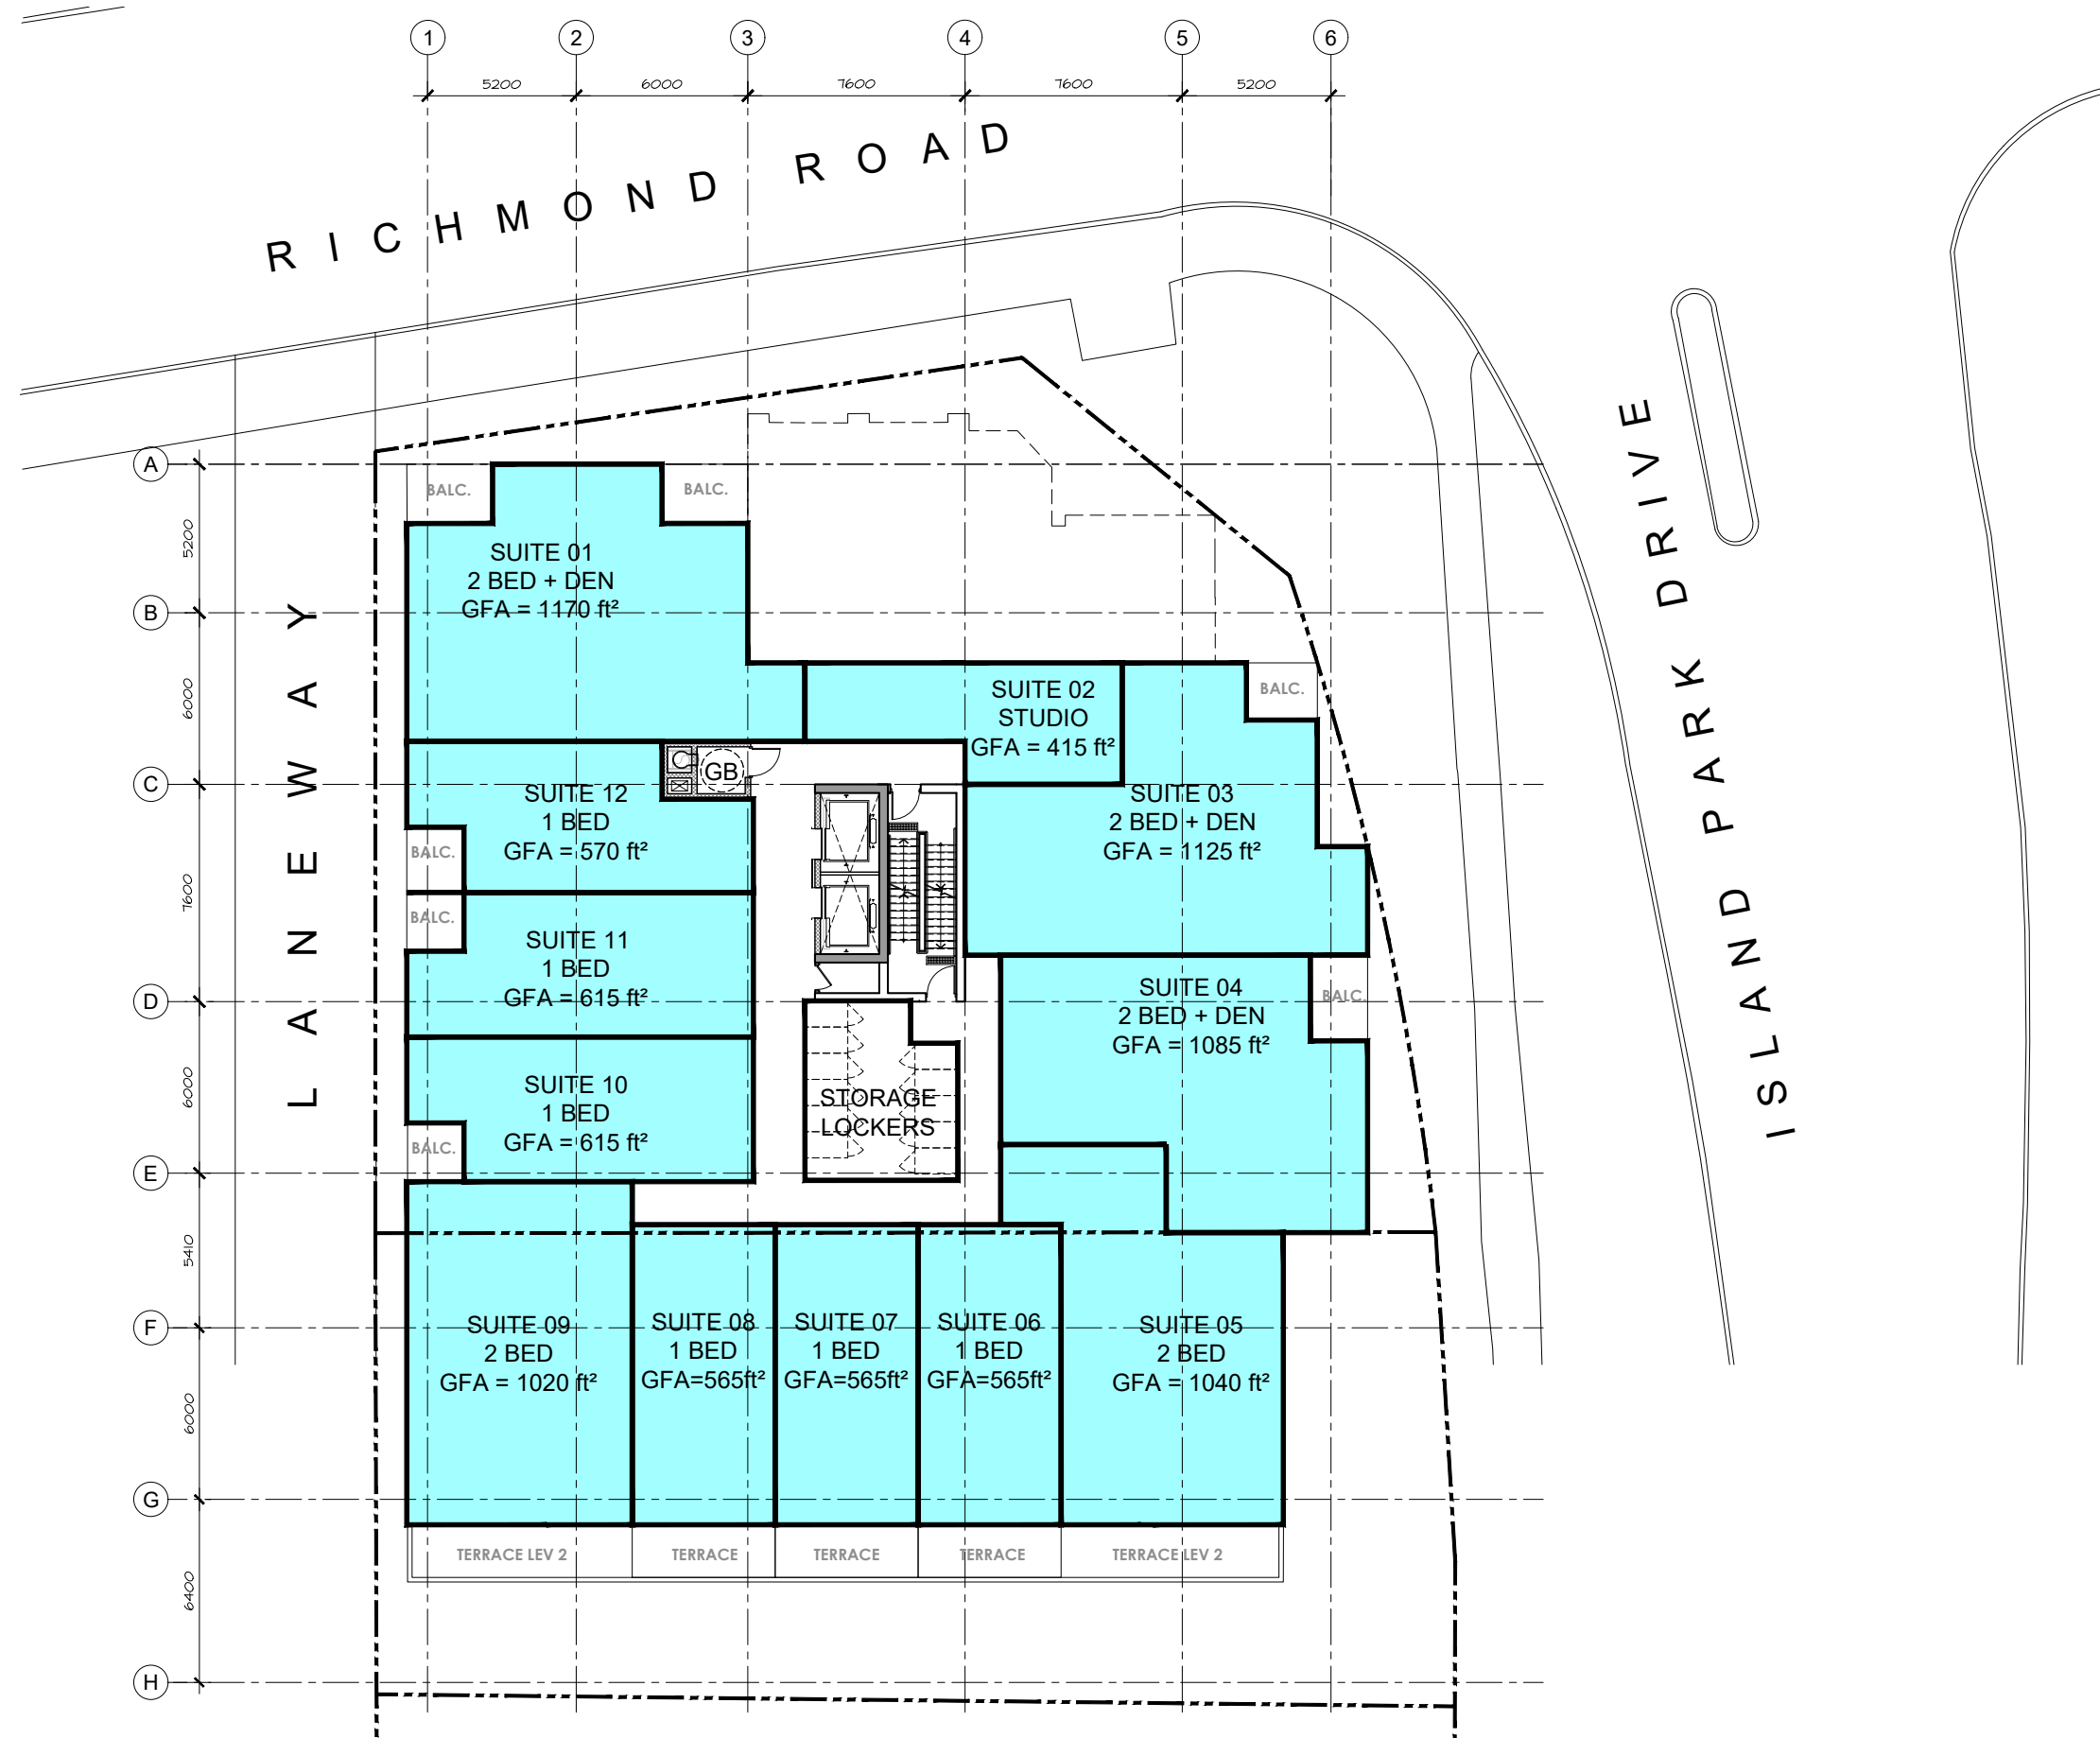 1 2 3 4 5 6
5200 6000 7600 7600 5200
RICHMOND ROAD
ISLAND PARK DRIVE
LANEWAY
A
5200
B
6000
C
7600
D
6000
E
5410
F
6000
G
6400
H
BALC.
BALC.
SUITE 01
2 BED + DEN
GFA = 1170 ft²
SUITE 02
STUDIO
GFA = 415 ft²
BALC.
GB
SUITE 12
1 BED
GFA = 570 ft²
BALC.
SUITE 03
2 BED + DEN
GFA = 1125 ft²
BALC.
SUITE 11
1 BED
GFA = 615 ft²
SUITE 04
2 BED + DEN
GFA = 1085 ft²
BALC.
SUITE 10
1 BED
GFA = 615 ft²
BALC.
STORAGE
LOCKERS
SUITE 09
2 BED
GFA = 1020 ft²
SUITE 08
1 BED
GFA=565ft²
SUITE 07
1 BED
GFA=565ft²
SUITE 06
1 BED
GFA=565ft²
SUITE 05
2 BED
GFA = 1040 ft²
TERRACE LEV 2
TERRACE
TERRACE
TERRACE
TERRACE LEV 2